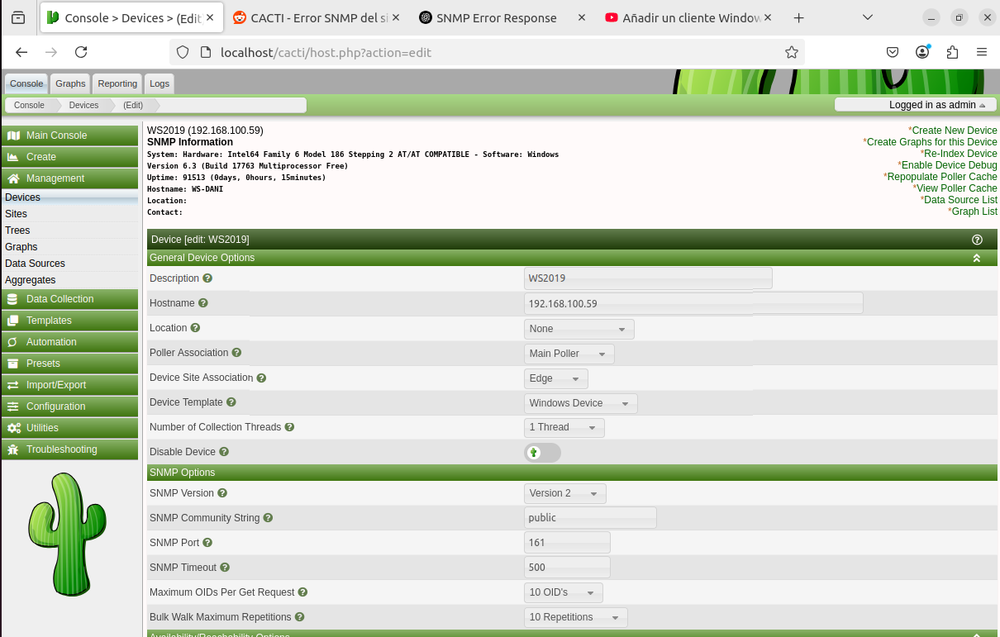 Console > Devices > (Edit)
CACTI - Error SNMP del si
SNMP Error Response
Añadir un cliente Window
localhost/cacti/host.php?action=edit
Console
Graphs
Reporting
Logs
Console
Devices
(Edit)
Logged in as admin
Main Console
Create
Management
Devices
Sites
Trees
Graphs
Data Sources
Aggregates
Data Collection
Templates
Automation
Presets
Import/Export
Configuration
Utilities
Troubleshooting
WS2019 (192.168.100.59)
SNMP Information
System: Hardware: Intel64 Family 6 Model 186 Stepping 2 AT/AT COMPATIBLE - Software: Windows
Version 6.3 (Build 17763 Multiprocessor Free)
Uptime: 91513 (0days, 0hours, 15minutes)
Hostname: WS-DANI
Location:
Contact:
*Create New Device
*Create Graphs for this Device
*Re-Index Device
*Enable Device Debug
*Repopulate Poller Cache
*View Poller Cache
*Data Source List
*Graph List
Device [edit: WS2019]
General Device Options
Description WS2019
Hostname 192.168.100.59
Location None
Poller Association Main Poller
Device Site Association Edge
Device Template Windows Device
Number of Collection Threads 1 Thread
Disable Device
SNMP Options
SNMP Version Version 2
SNMP Community String public
SNMP Port 161
SNMP Timeout 500
Maximum OIDs Per Get Request 10 OID's
Bulk Walk Maximum Repetitions 10 Repetitions
Availability/Reachability Options